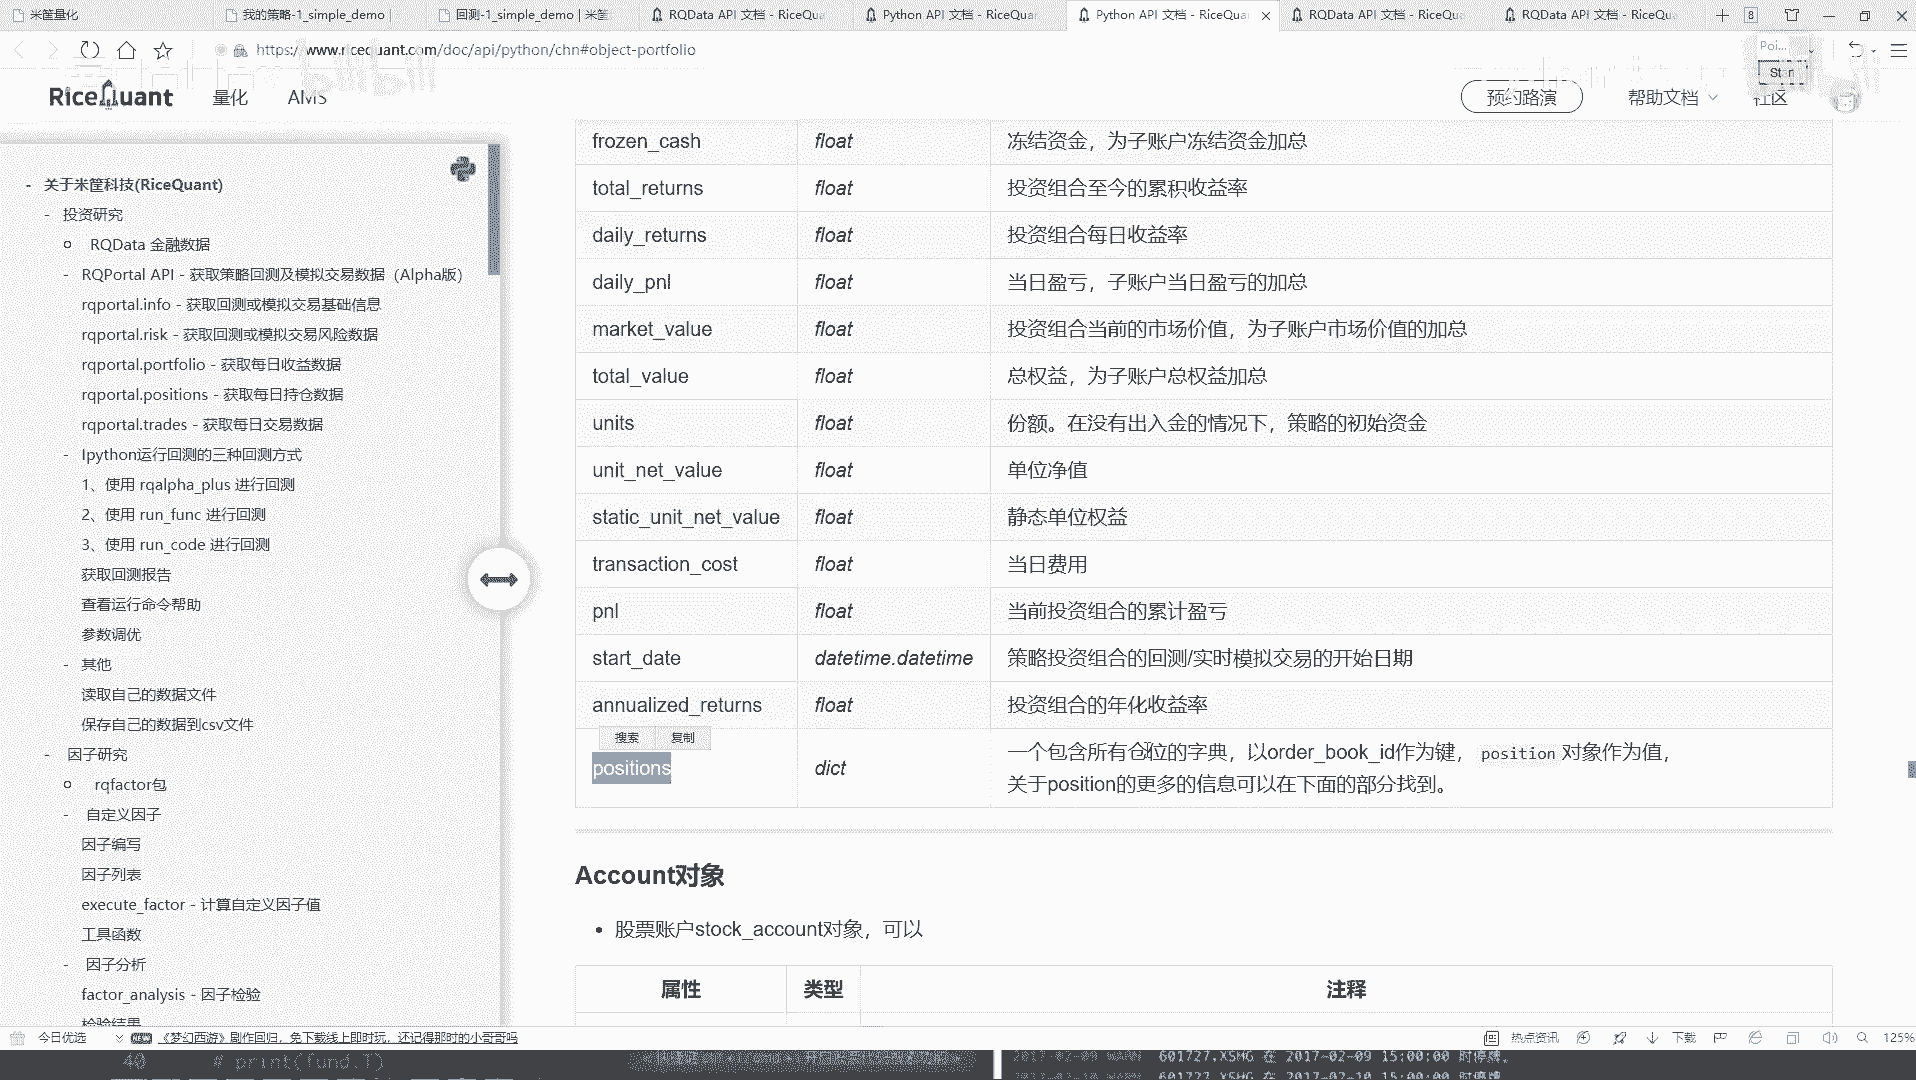 米筐量化
我的策略-1_simple_demo |
回测-1_simple_demo | 米筐
RQData API 文档 - RiceQua
Python API 文档 - RiceQuan
Python API 文档 - RiceQuan
RQData API 文档 - RiceQua
RQData API 文档 - RiceQua
8
https://www.ricequant.com/doc/api/python/chn#object-portfolio
Poi...
RiceQuant
量化
AMS
预约路演
帮助文档
社区
- 关于米筐科技(RiceQuant)
- 投资研究
RQData 金融数据
- RQPortal API - 获取策略回测及模拟交易数据（Alpha版）
rqportal.info - 获取回测或模拟交易基础信息
rqportal.risk - 获取回测或模拟交易风险数据
rqportal.portfolio - 获取每日收益数据
rqportal.positions - 获取每日持仓数据
rqportal.trades - 获取每日交易数据
- Ipython运行回测的三种回测方式
1、使用 rqalpha_plus 进行回测
2、使用 run_func 进行回测
3、使用 run_code 进行回测
获取回测报告
查看运行命令帮助
参数调优
- 其他
读取自己的数据文件
保存自己的数据到csv文件
- 因子研究
rqfactor包
- 自定义因子
因子编写
因子列表
execute_factor - 计算自定义因子值
工具函数
- 因子分析
factor_analysis - 因子检验
检验结果
frozen_cash float 冻结资金，为子账户冻结资金加总
total_returns float 投资组合至今的累积收益率
daily_returns float 投资组合每日收益率
daily_pnl float 当日盈亏，子账户当日盈亏的加总
market_value float 投资组合当前的市场价值，为子账户市场价值的加总
total_value float 总权益，为子账户总权益加总
units float 份额。在没有出入金的情况下，策略的初始资金
unit_net_value float 单位净值
static_unit_net_value float 静态单位权益
transaction_cost float 当日费用
pnl float 当前投资组合的累计盈亏
start_date datetime.datetime 策略投资组合的回测/实时模拟交易的开始日期
annualized_returns float 投资组合的年化收益率
搜索 复制
positions dict 一个包含所有仓位的字典，以order_book_id作为键， position 对象作为值，
关于position的更多的信息可以在下面的部分找到。
Account对象
• 股票账户stock_account对象，可以
属性 类型 注释
今日优选
《梦幻西游》剧作回归，免下载线上即时玩，还记得那时的小哥哥吗
热点资讯
下载
125%
40 # print(fund.T)
2017-02-09 WARN 601727.XSHG 在 2017-02-09 15:00:00 时停牌。
2017-02-10 WARN 601727.XSHG 在 2017-02-10 15:00:00 时停牌。